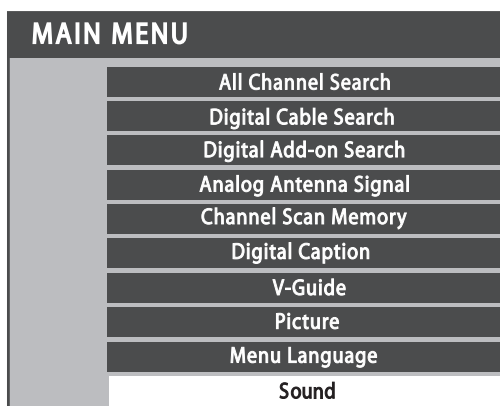 MAIN MENU
All Channel Search
Digital Cable Search
Digital Add-on Search
Analog Antenna Signal
Channel Scan Memory
Digital Caption
V-Guide
Picture
Menu Language
Sound